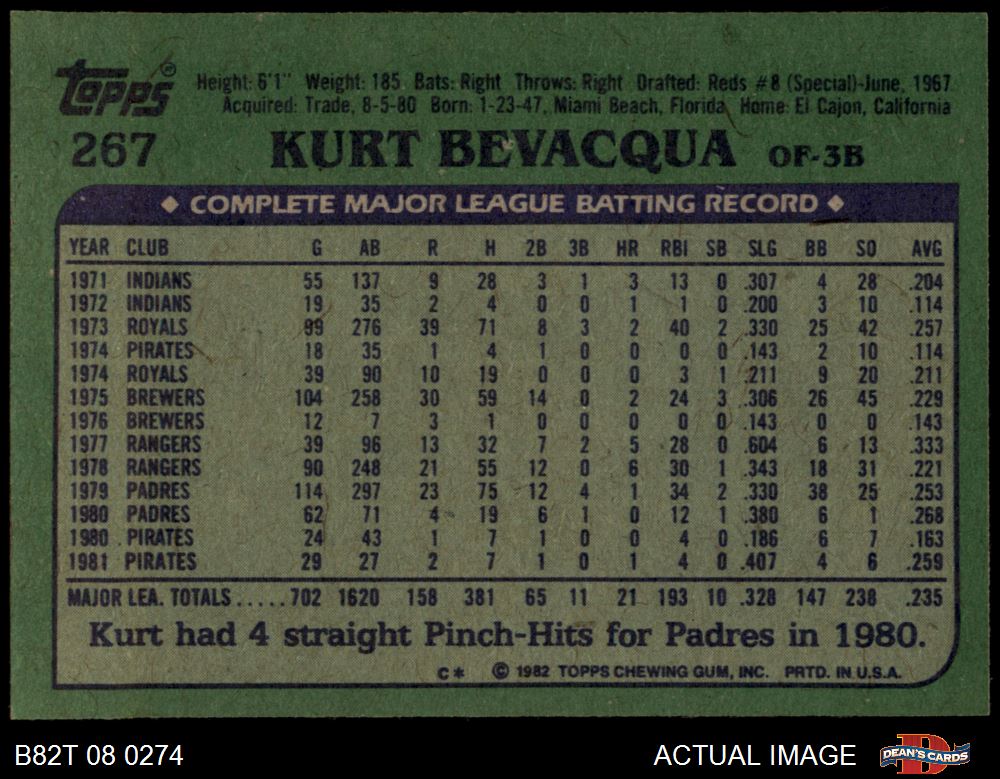 Topps® Height: 6'1" Weight: 185 Bats: Right Throws: Right Drafted: Reds #8 (Special)-June, 1967
Acquired: Trade, 8-5-80 Born: 1-23-47, Miami Beach, Florida Home: El Cajon, California
267 KURT BEVACQUA OF-3B
◆ COMPLETE MAJOR LEAGUE BATTING RECORD ◆
YEAR CLUB G AB R H 2B 3B HR RBI SB SLG BB SO AVG
1971 INDIANS 55 137 9 28 3 1 3 13 0 .307 4 28 .204
1972 INDIANS 19 35 2 4 0 0 1 1 0 .200 3 10 .114
1973 ROYALS 99 276 39 71 8 3 2 40 2 .330 25 42 .257
1974 PIRATES 18 35 1 4 1 0 0 0 0 .143 2 10 .114
1974 ROYALS 39 90 10 19 0 0 0 3 1 .211 9 20 .211
1975 BREWERS 104 258 30 59 14 0 2 24 3 .306 26 45 .229
1976 BREWERS 12 7 3 1 0 0 0 0 0 .143 0 0 .143
1977 RANGERS 39 96 13 32 7 2 5 28 0 .604 6 13 .333
1978 RANGERS 90 248 21 55 12 0 6 30 1 .343 18 31 .221
1979 PADRES 114 297 23 75 12 4 1 34 2 .330 38 25 .253
1980 PADRES 62 71 4 19 6 1 0 12 1 .380 6 1 .268
1980 PIRATES 24 43 1 7 1 0 0 4 0 .186 6 7 .163
1981 PIRATES 29 27 2 7 1 0 1 4 0 .407 4 6 .259
MAJOR LEA. TOTALS.....702 1620 158 381 65 11 21 193 10 .328 147 238 .235
Kurt had 4 straight Pinch-Hits for Padres in 1980.
C* © 1982 TOPPS CHEWING GUM, INC. PRTD. IN U.S.A.
B82T 08 0274 ACTUAL IMAGE DEAN'S CARDS